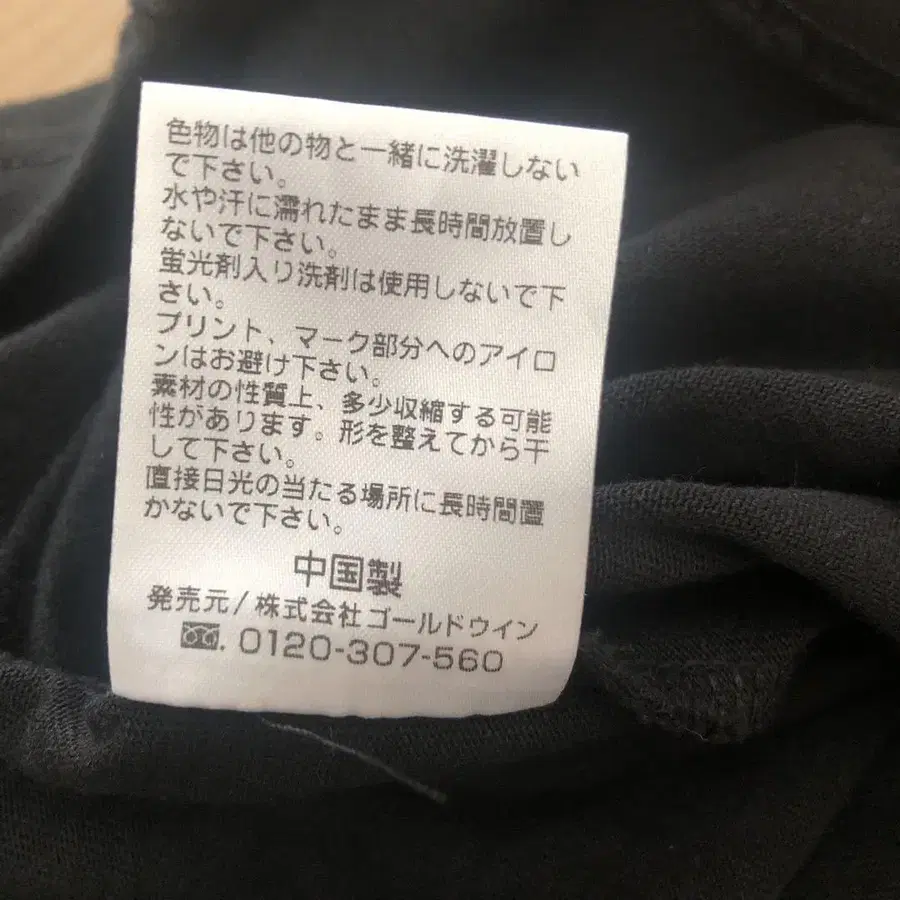 色物は他の物と一緒に洗濯しない
で下さい。
水や汗に濡れたまま長時間放置し
ないで下さい。
蛍光剤入り洗剤は使用しないで下
さい。
プリント、マーク部分へのアイロ
ンはお避け下さい。
素材の性質上、多少収縮する可能
性があります。形を整えてから干
して下さい。
直接日光の当たる場所に長時間置
かないで下さい。
中国製
発売元/株式会社ゴールドウイン
. 0120-307-560